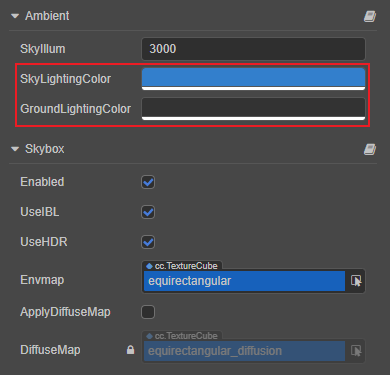 Ambient
SkyIllum 3000
SkyLightingColor
GroundLightingColor
Skybox
Enabled
UseIBL
UseHDR
cc.TextureCube
Envmap equirectangular
ApplyDiffuseMap
cc.TextureCube
DiffuseMap equirectangular_diffusion